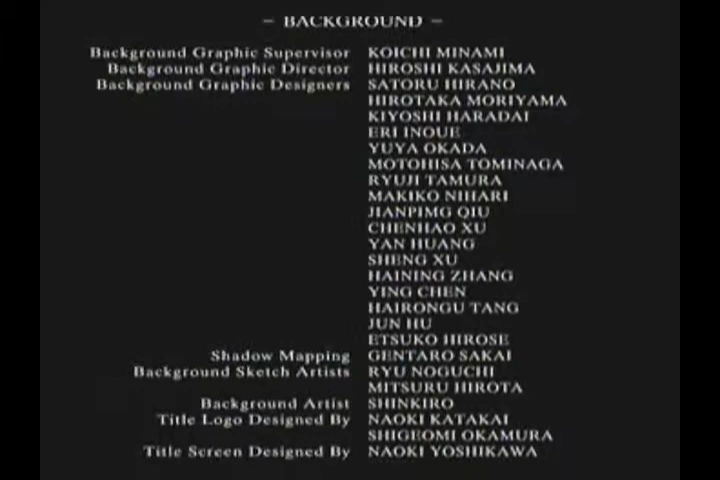 – BACKGROUND –
Background Graphic Supervisor KOICHI MINAMI
Background Graphic Director HIROSHI KASAJIMA
Background Graphic Designers SATORU HIRANO
HIROTAKA MORIYAMA
KIYOSHI HARADAI
ERI INOUE
YUYA OKADA
MOTOHISA TOMINAGA
RYUJI TAMURA
MAKIKO NIHARI
JIANPIMG QIU
CHENHAO XU
YAN HUANG
SHENG XU
HAINING ZHANG
YING CHEN
HAIRONGU TANG
JUN HU
ETSUKO HIROSE
Shadow Mapping GENTARO SAKAI
Background Sketch Artists RYU NOGUCHI
MITSURU HIROTA
Background Artist SHINKIRO
Title Logo Designed By NAOKI KATAKAI
SHIGEOMI OKAMURA
Title Screen Designed By NAOKI YOSHIKAWA